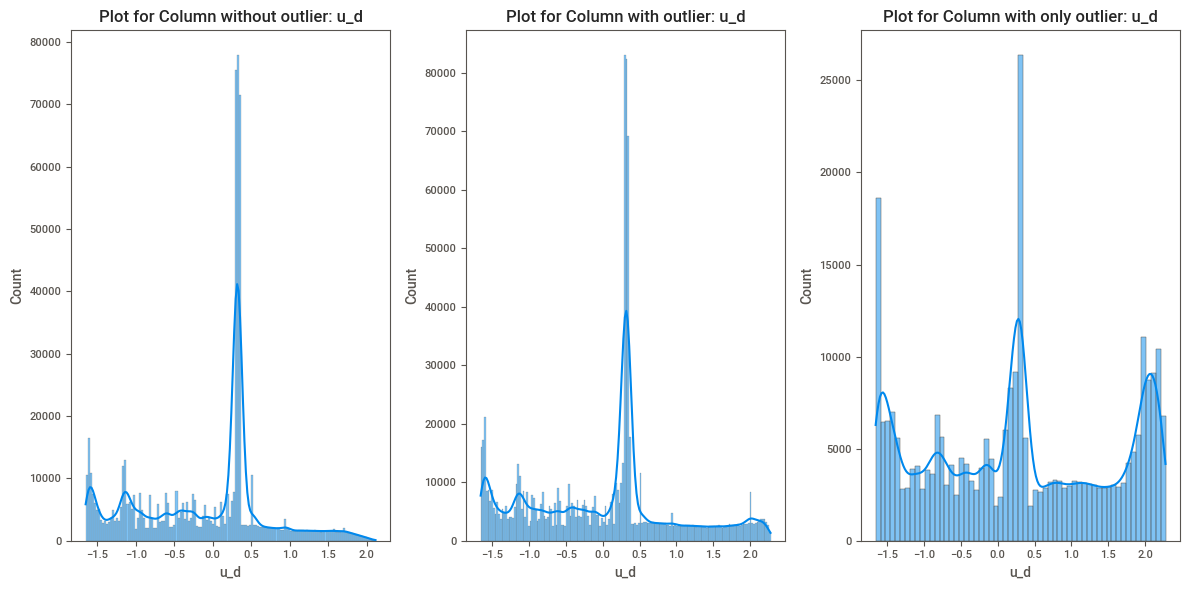 Plot for Column without outlier: u_d
80000
70000
60000
50000
40000
30000
20000
10000
0
Count
−1.5 −1.0 −0.5 0.0 0.5 1.0 1.5 2.0
u_d
Plot for Column with outlier: u_d
80000
70000
60000
50000
40000
30000
20000
10000
0
Count
−1.5 −1.0 −0.5 0.0 0.5 1.0 1.5 2.0
u_d
Plot for Column with only outlier: u_d
25000
20000
15000
10000
5000
0
Count
−1.5 −1.0 −0.5 0.0 0.5 1.0 1.5 2.0
u_d